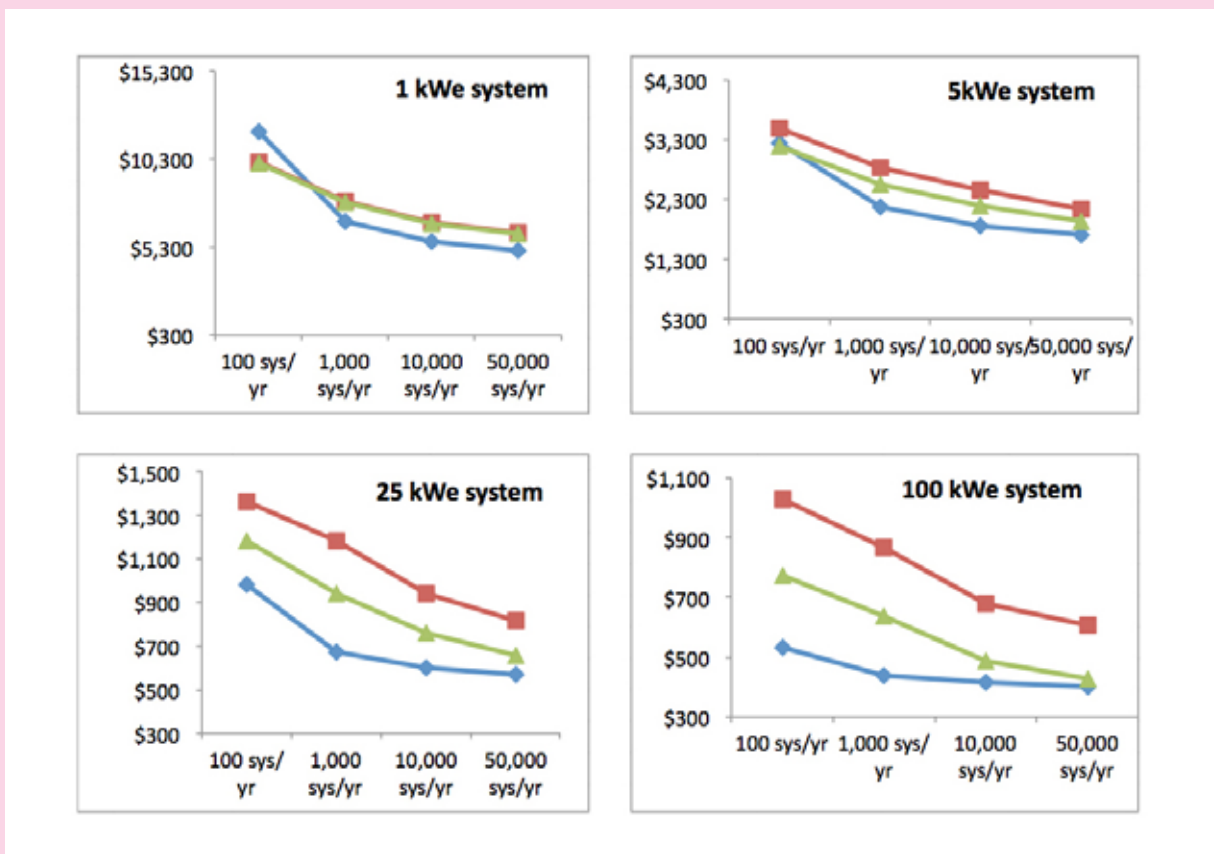 $15,300
1 kWe system
$10,300
$5,300
$300
100 sys/ 1,000 10,000 50,000
yr sys/yr sys/yr sys/yr
$4,300
5kWe system
$3,300
$2,300
$1,300
$300
100 sys/yr 1,000 sys/ 10,000 sys/ 50,000 sys/
yr yr yr
$1,500
25 kWe system
$1,300
$1,100
$900
$700
$500
$300
100 sys/ 1,000 10,000 50,000
yr sys/yr sys/yr sys/yr
$1,100
100 kWe system
$900
$700
$500
$300
100 sys/yr 1,000 sys/ 10,000 50,000
yr sys/yr sys/yr